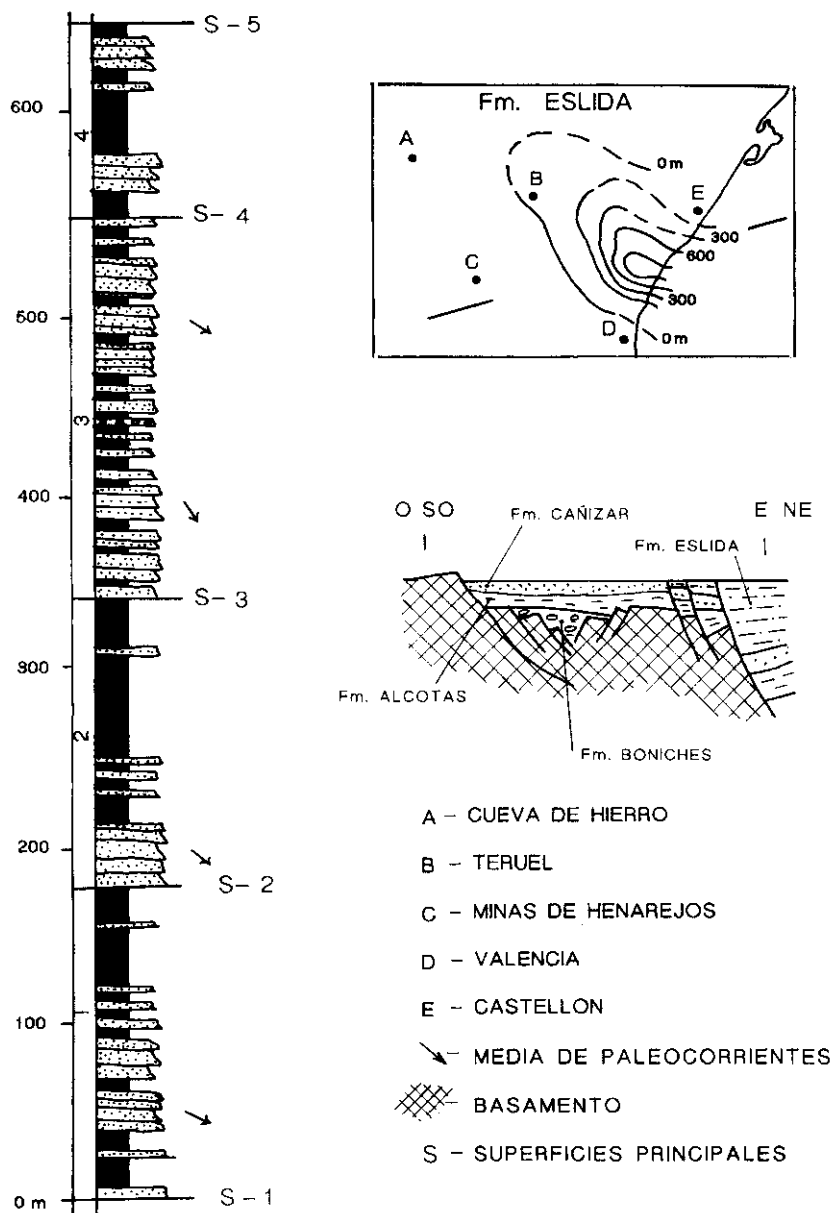 S-5
600
4
S-4
500
3
400
S-3
300
2
200
S-2
100
1
0 m
S-1
Fm. ESLIDA
A
B
E
C
D
0m
300
600
300
0m
O SO
E NE
Fm. CAÑIZAR
Fm. ESLIDA
Fm. ALCOTAS
Fm. BONICHES
A - CUEVA DE HIERRO
B - TERUEL
C - MINAS DE HENAREJOS
D - VALENCIA
E - CASTELLON
- MEDIA DE PALEOCORRIENTES
- BASAMENTO
S - SUPERFICIES PRINCIPALES